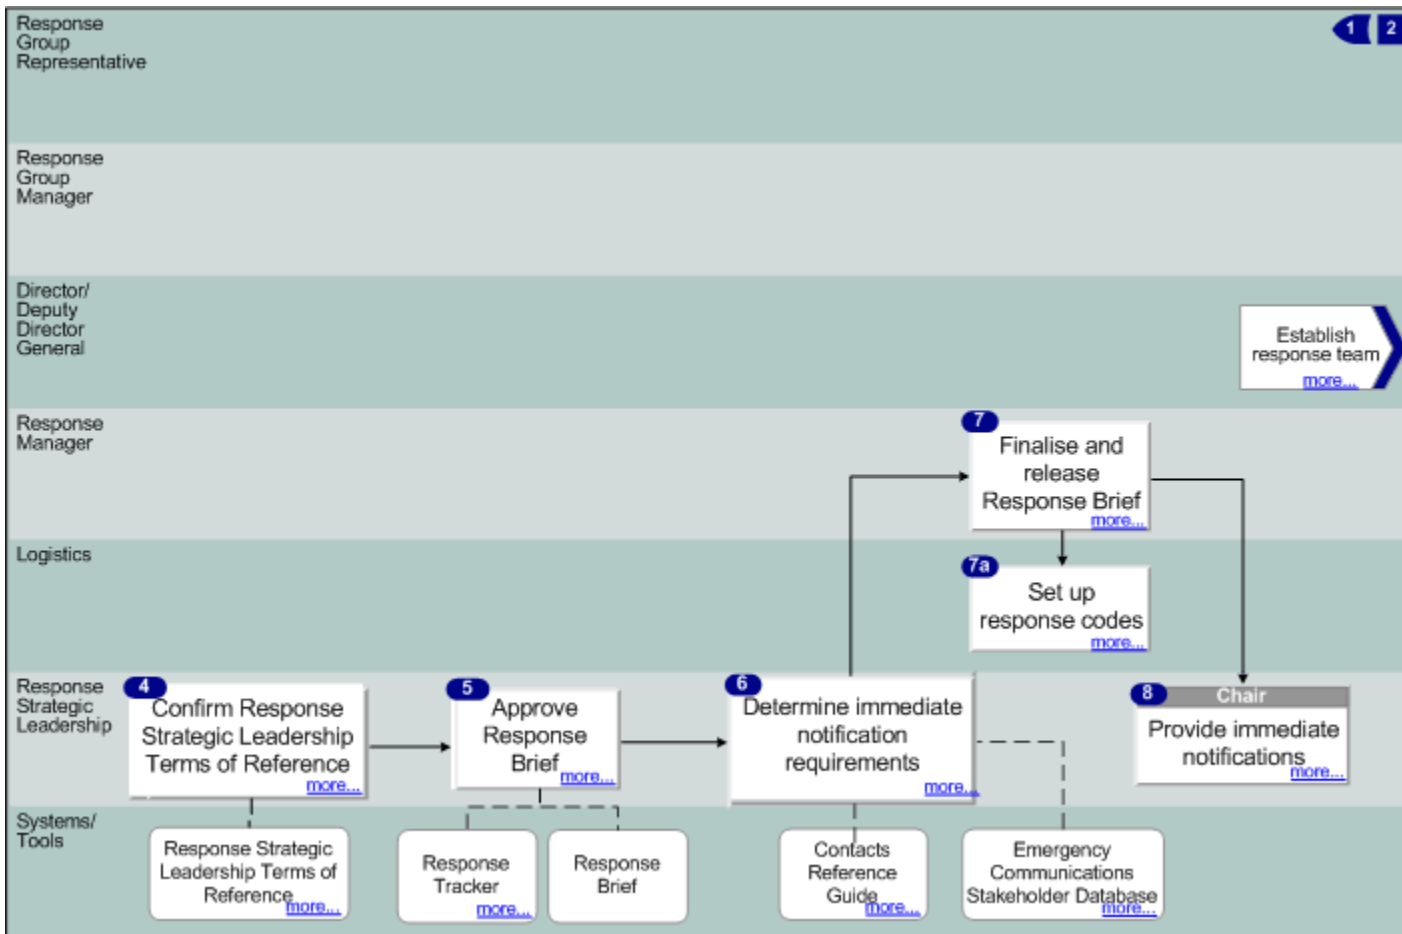 Response
Group
Representative
1
2
Response
Group
Manager
Director/
Deputy
Director
General
Establish
response team
more...
Response
Manager
7
Finalise and
release
Response Brief
more...
Logistics
7a
Set up
response codes
more...
Response
Strategic
Leadership
4
Confirm Response
Strategic Leadership
Terms of Reference
more...
5
Approve
Response
Brief
more...
6
Determine immediate
notification
requirements
more...
8
Chair
Provide immediate
notifications
more...
Systems/
Tools
Response Strategic
Leadership Terms of
Reference
more...
Response
Tracker
more...
Response
Brief
Contacts
Reference
Guide
more...
Emergency
Communications
Stakeholder Database
more...